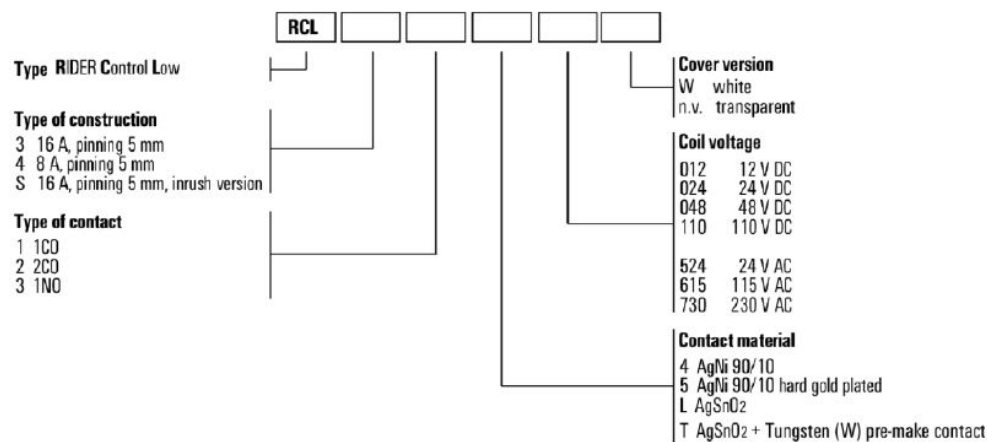 RCL
Type RIDER Control Low
Type of construction
3 16 A, pinning 5 mm
4 8 A, pinning 5 mm
S 16 A, pinning 5 mm, inrush version
Type of contact
1 1CO
2 2CO
3 1NO
Cover version
W white
n.v. transparent
Coil voltage
012 12 V DC
024 24 V DC
048 48 V DC
110 110 V DC
524 24 V AC
615 115 V AC
730 230 V AC
Contact material
4 AgNi 90/10
5 AgNi 90/10 hard gold plated
L AgSnO2
T AgSnO2 + Tungsten (W) pre-make contact